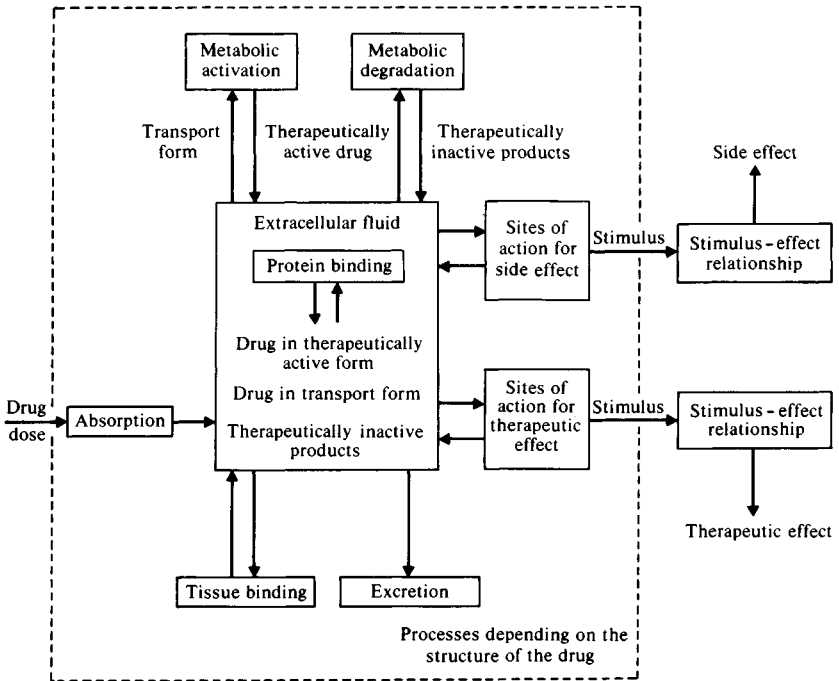 Metabolic
activation
Metabolic
degradation
Transport
form
Therapeutically
active drug
Therapeutically
inactive products
Side effect
Extracellular fluid
Protein binding
Sites of
action for
side effect
Stimulus
Stimulus-effect
relationship
Drug in therapeutically
active form
Drug in transport form
Therapeutically inactive
products
Drug
dose
Absorption
Sites of
action for
therapeutic
effect
Stimulus
Stimulus-effect
relationship
Therapeutic effect
Tissue binding
Excretion
Processes depending on the
structure of the drug